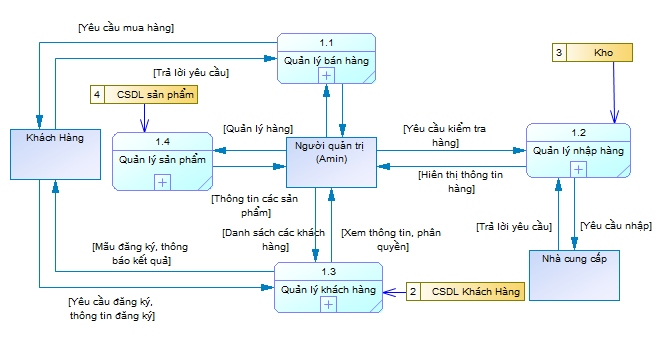 [Yêu cầu mua hàng]
1.1
Quản lý bán hàng
[Trả lời yêu cầu]
3 Kho
4 CSDL sản phẩm
Khách Hàng
1.4
Quản lý sản phẩm
[Quản lý hàng]
Người quản trị
(Amin)
[Yêu cầu kiểm tra
hàng]
1.2
Quản lý nhập hàng
[Hiên thị thông tin
hàng]
[Thông tin các sản
phẩm]
[Danh sách các khách
hàng]
[Xem thông tin, phân
quyền]
[Trả lời yêu cầu]
[Yêu cầu nhập]
[Mẫu đăng ký, thông
báo kết quả]
Nhà cung cấp
1.3
Quản lý khách hàng
2 CSDL Khách Hàng
[Yêu cầu đăng ký,
thông tin đăng ký]